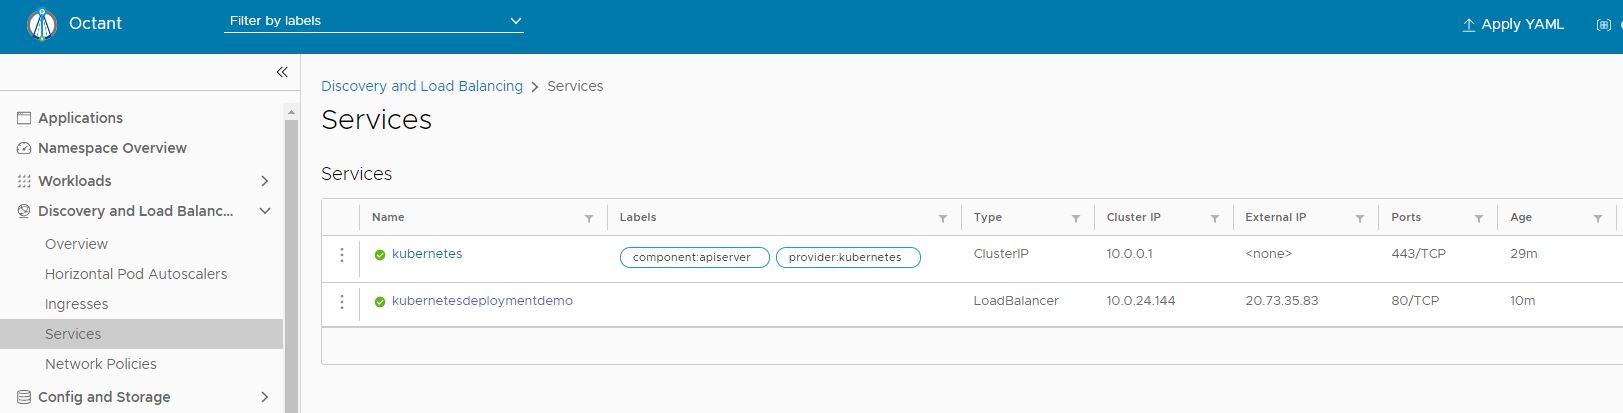 Octant
Filter by labels
Apply YAML
Applications
Namespace Overview
Workloads
Discovery and Load Balanc...
Overview
Horizontal Pod Autoscalers
Ingresses
Services
Network Policies
Config and Storage
Discovery and Load Balancing > Services
Services
Services
Name Labels Type Cluster IP External IP Ports Age
kubernetes component:apiserver provider:kubernetes ClusterIP 10.0.0.1 <none> 443/TCP 29m
kubernetesdeploymentdemo LoadBalancer 10.0.24.144 20.73.35.83 80/TCP 10m